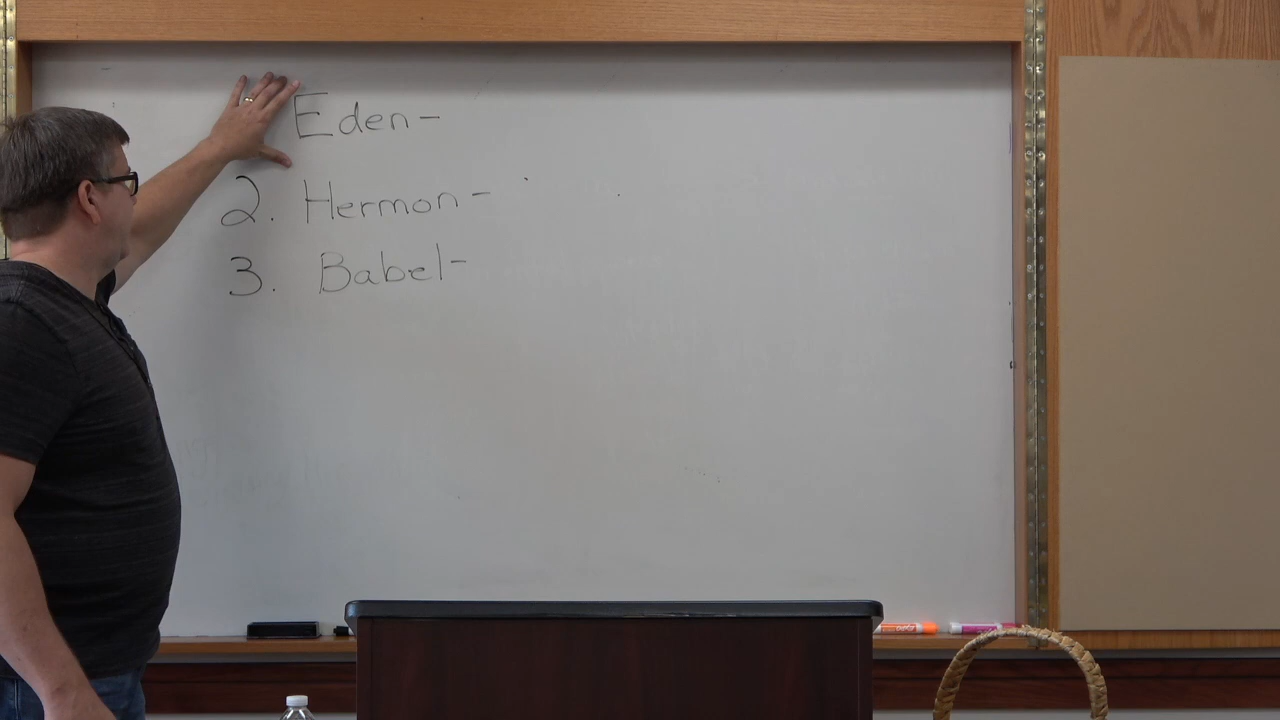 Eden-
2. Hermon-
3. Babel-